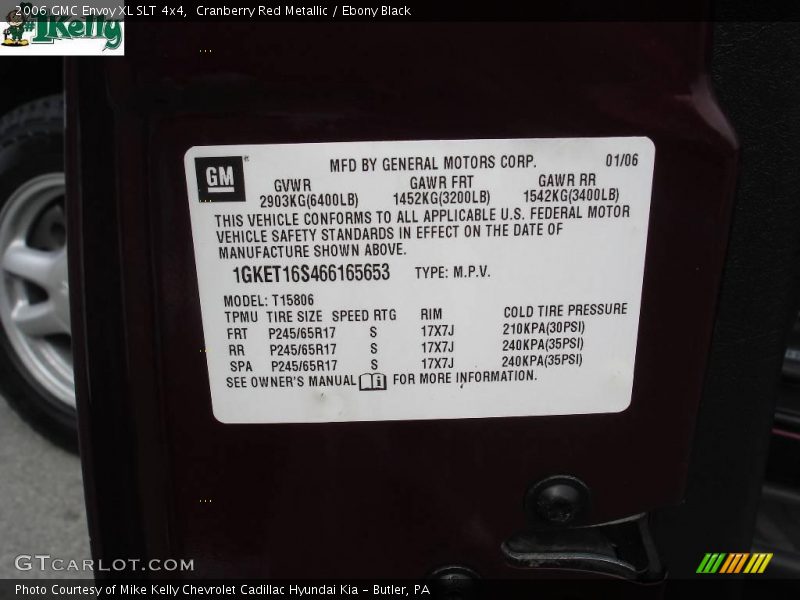 2006 GMC Envoy XL SLT 4x4, Cranberry Red Metallic / Ebony Black
#1Kelly
GM
MFD BY GENERAL MOTORS CORP. 01/06
GVWR GAWR FRT GAWR RR
2903KG(6400LB) 1452KG(3200LB) 1542KG(3400LB)
THIS VEHICLE CONFORMS TO ALL APPLICABLE U.S. FEDERAL MOTOR
VEHICLE SAFETY STANDARDS IN EFFECT ON THE DATE OF
MANUFACTURE SHOWN ABOVE.
1GKET16S466165653 TYPE: M.P.V.
MODEL: T15806
TPMU TIRE SIZE SPEED RTG RIM COLD TIRE PRESSURE
FRT P245/65R17 S 17X7J 210KPA(30PSI)
RR P245/65R17 S 17X7J 240KPA(35PSI)
SPA P245/65R17 S 17X7J 240KPA(35PSI)
SEE OWNER'S MANUAL FOR MORE INFORMATION.
GTCARLOT.COM
Photo Courtesy of Mike Kelly Chevrolet Cadillac Hyundai Kia - Butler, PA